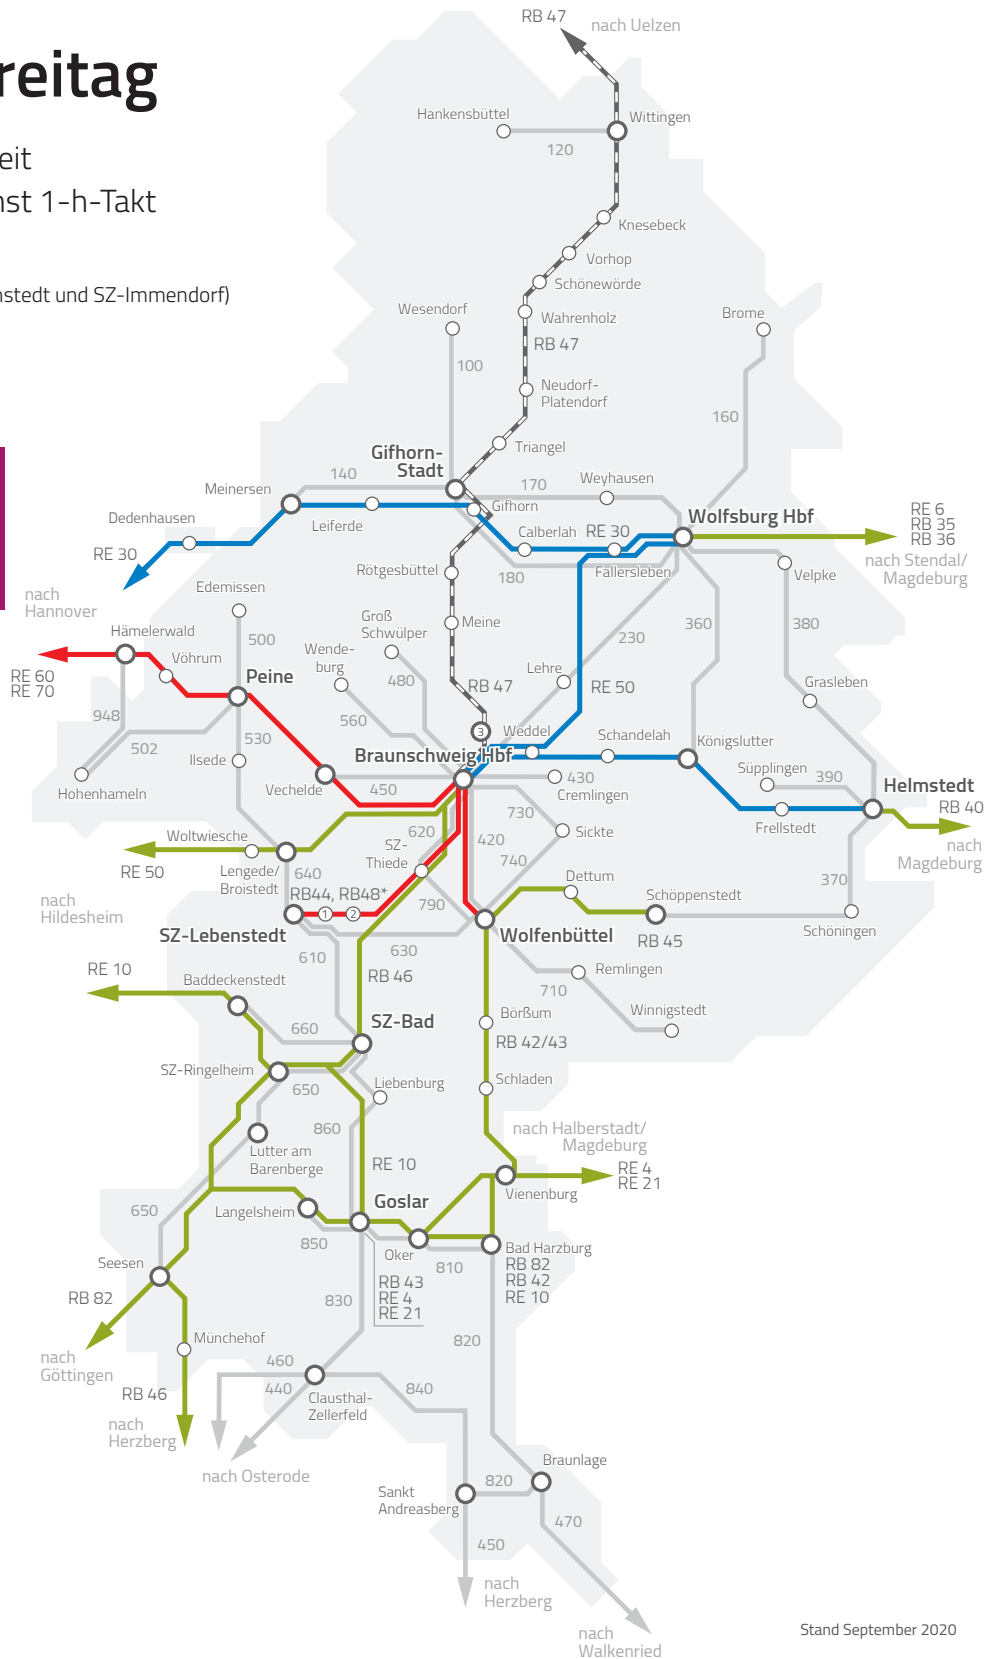 reitag
eit
nst 1-h-Takt
nstedt und SZ-Immendorf)
RB 47
nach Uelzen
Hankensbüttel
Wittingen
120
Knesebeck
Vorhop
Schönewörde
Wesendorf
Wahrenholz
Brome
RB 47
100
Neudorf-
Platendorf
160
Triangel
Gifhorn-
Stadt
140
170
Weyhausen
Meinersen
Gifhorn
Leiferde
Dedenhausen
Calberlah
RE 30
Wolfsburg Hbf
RE 6
RB 35
RB 36
nach Stendal/
Magdeburg
RE 30
Rötgesbüttel
180
Fallersleben
Velpke
nach
Hannover
Edemissen
Groß
Schwülper
Meine
230
360
380
Hämelerwald
500
Wende-
burg
Vöhrum
RE 60
RE 70
Peine
480
RB 47
Lehre
RE 50
Grasleben
948
502
530
560
3
Weddel
Schandelah
Königslutter
Ilsede
Braunschweig Hbf
Süpplingen
390
Hohenhameln
Vechelde
450
430
Cremlingen
Helmstedt
RB 40
Frellstedt
730
Woltwiesche
620
420
Sickte
SZ-
Thiede
740
nach
Magdeburg
RE 50
Lengede/
Broistedt
640
RB44, RB48*
Dettum
370
790
Schöppenstedt
nach
Hildesheim
1
2
SZ-Lebenstedt
Wolfenbüttel
RB 45
Schöningen
610
630
RE 10
Baddeckenstedt
RB 46
Remlingen
710
Winnigstedt
SZ-Bad
Börßum
660
RB 42/43
SZ-Ringelheim
Schladen
650
Liebenburg
860
nach Halberstadt/
Magdeburg
Lutter am
Barenberge
RE 10
RE 4
RE 21
Vienenburg
Goslar
650
Langelsheim
850
Oker
Bad Harzburg
RB 82
RB 42
RE 10
Seesen
810
RB 43
RE 4
RE 21
RB 82
830
Münchehof
820
nach
Göttingen
460
RB 46
440
840
Clausthal-
Zellerfeld
nach
Herzberg
nach Osterode
Braunlage
Sankt
Andreasberg
820
470
450
nach
Herzberg
nach
Walkenried
Stand September 2020